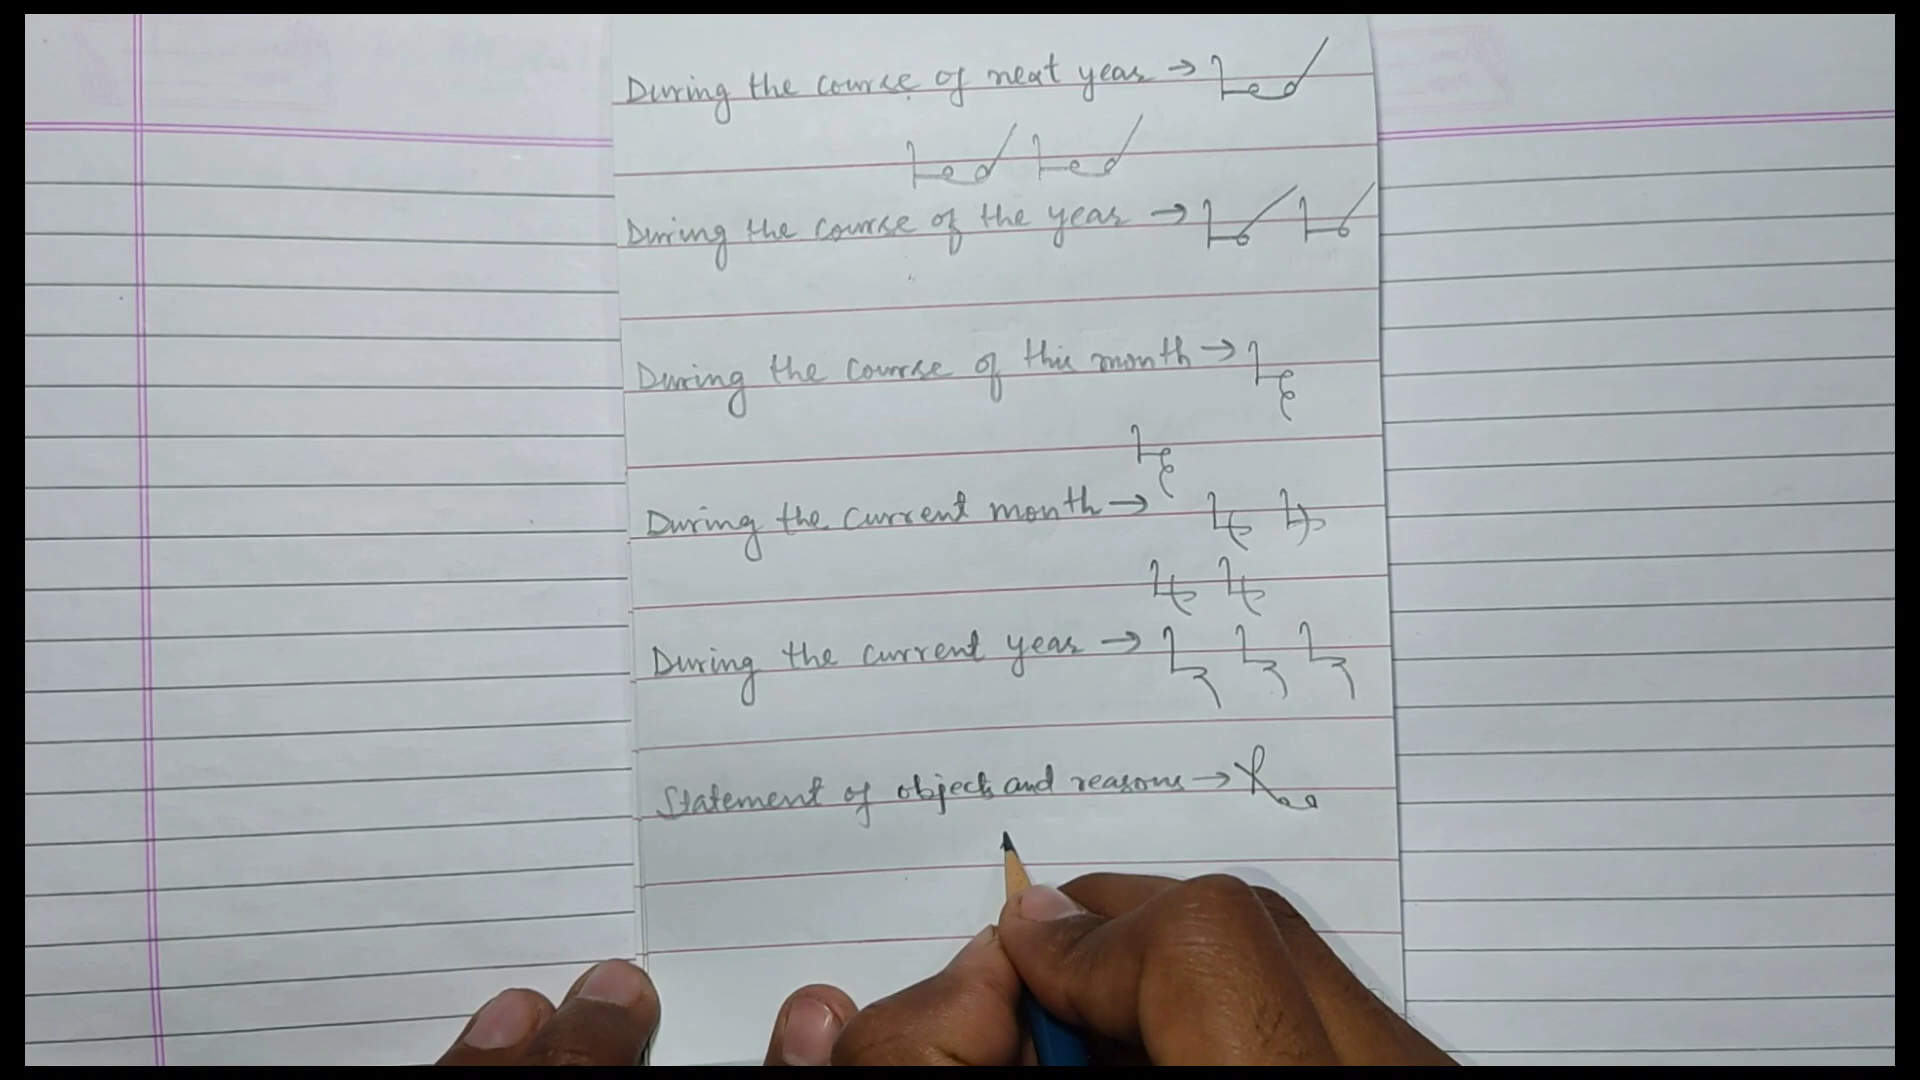 During the course of next year →
During the course of the year →
During the course of this month →
During the current month →
During the current year →
Statement of objects and reasons →